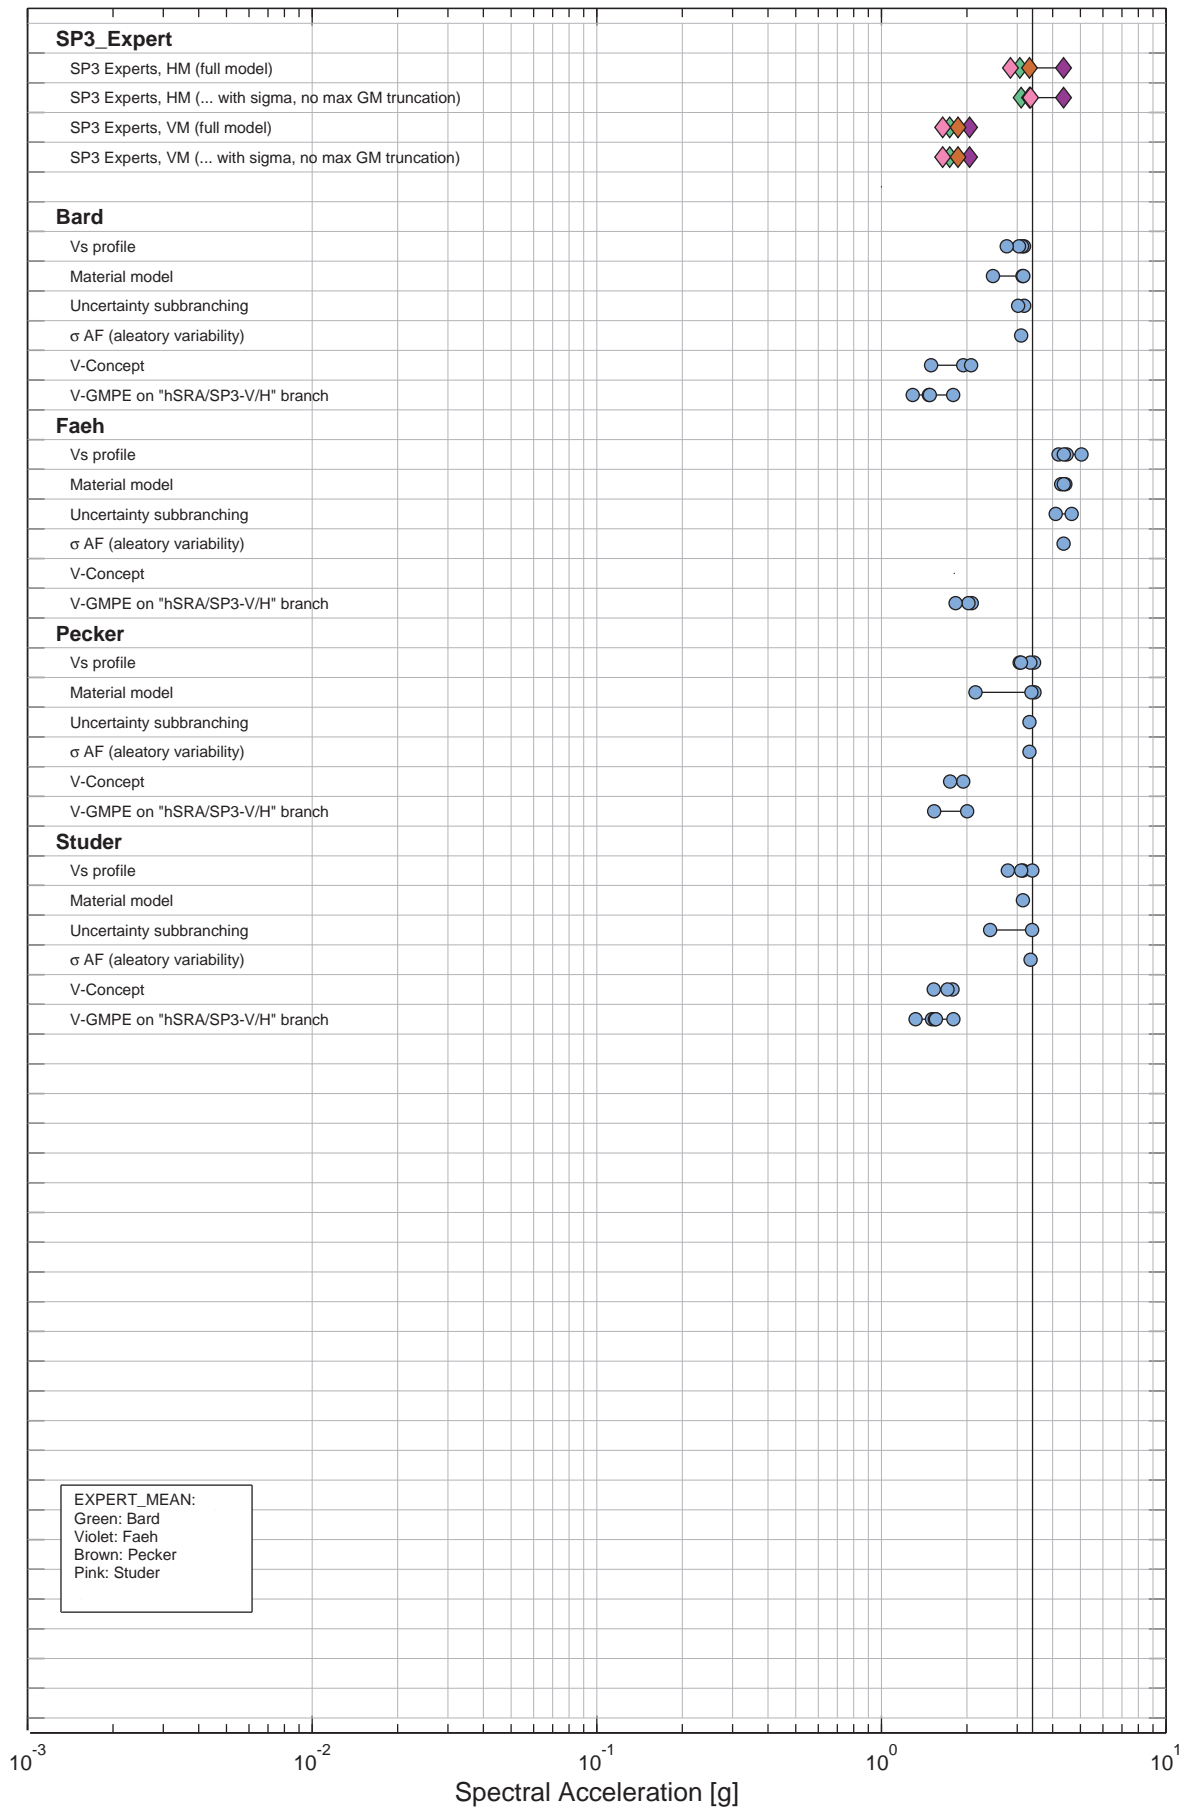 SP3_Expert
SP3 Experts, HM (full model)
SP3 Experts, HM (... with sigma, no max GM truncation)
SP3 Experts, VM (full model)
SP3 Experts, VM (... with sigma, no max GM truncation)
Bard
Vs profile
Material model
Uncertainty subbranching
σ AF (aleatory variability)
V-Concept
V-GMPE on "hSRA/SP3-V/H" branch
Faeh
Vs profile
Material model
Uncertainty subbranching
σ AF (aleatory variability)
V-Concept
V-GMPE on "hSRA/SP3-V/H" branch
Pecker
Vs profile
Material model
Uncertainty subbranching
σ AF (aleatory variability)
V-Concept
V-GMPE on "hSRA/SP3-V/H" branch
Studer
Vs profile
Material model
Uncertainty subbranching
σ AF (aleatory variability)
V-Concept
V-GMPE on "hSRA/SP3-V/H" branch
EXPERT_MEAN:
Green: Bard
Violet: Faeh
Brown: Pecker
Pink: Studer
10^-3 10^-2 10^-1 10^0 10^1
Spectral Acceleration [g]